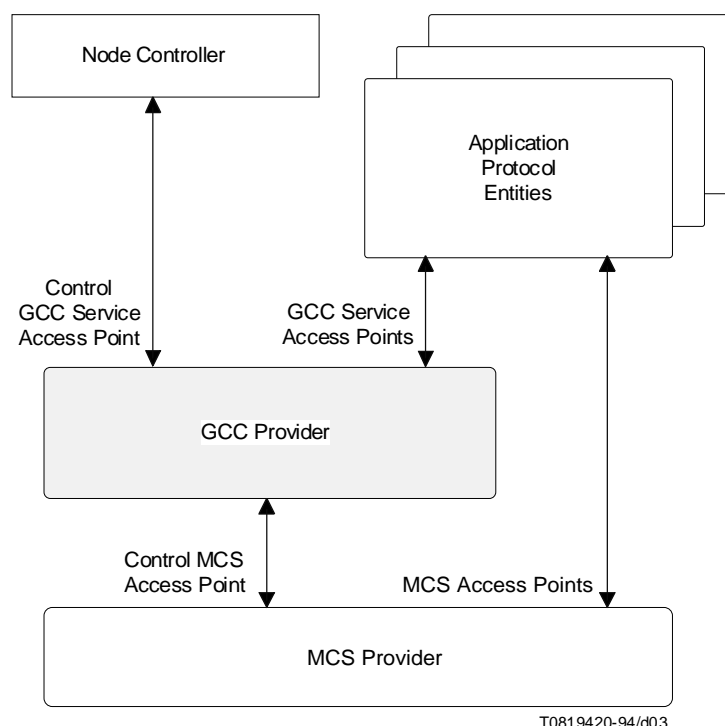 Node Controller
Application
Protocol
Entities
Control
GCC Service
Access Point
GCC Service
Access Points
GCC Provider
Control MCS
Access Point
MCS Access Points
MCS Provider
T0819420-94/d03